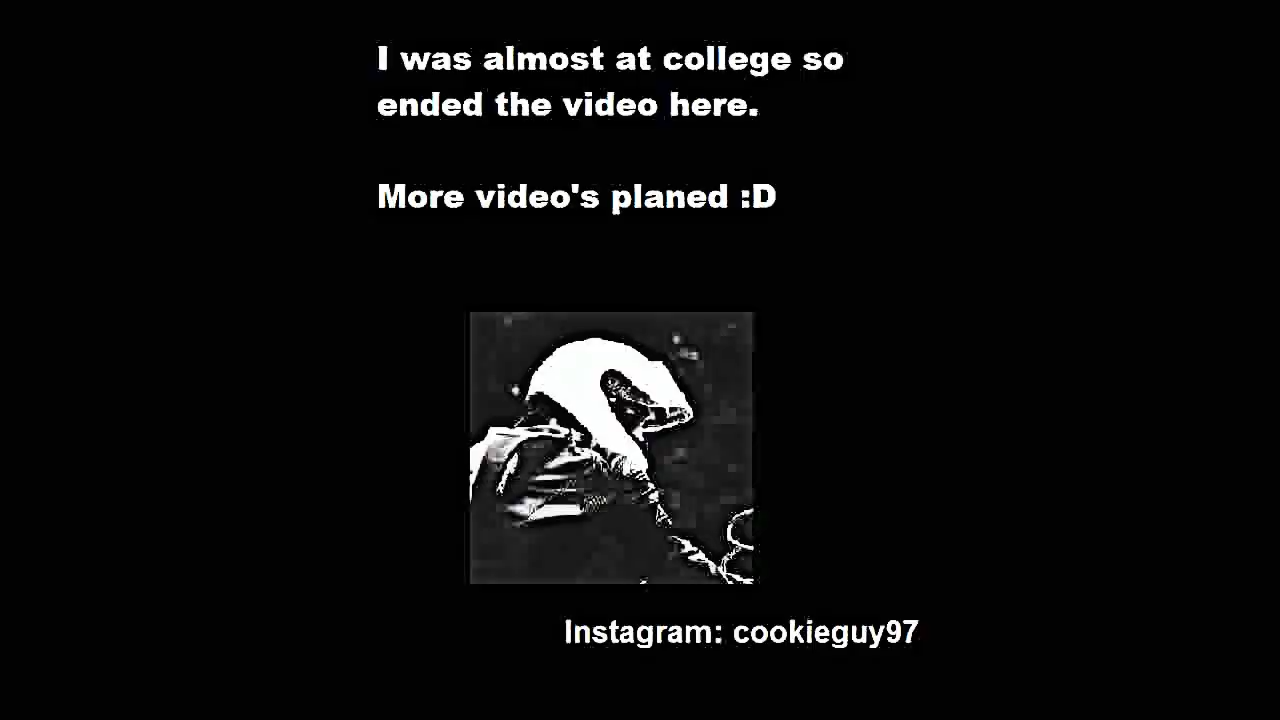 I was almost at college so
ended the video here.
More video's planed :D
Instagram: cookieguy97